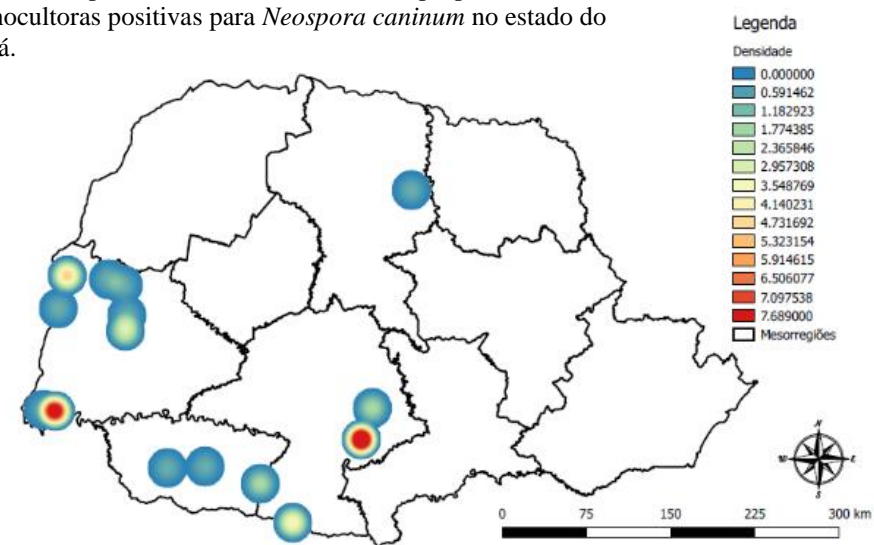 ocultoras positivas para Neospora caninum no estado do
á.
Legenda
Densidade
0.000000
0.591462
1.182923
1.774385
2.365846
2.957308
3.548769
4.140231
4.731692
5.323154
5.914615
6.506077
7.097538
7.689000
Mesorregiões
N
W
E
S
0 75 150 225 300 km